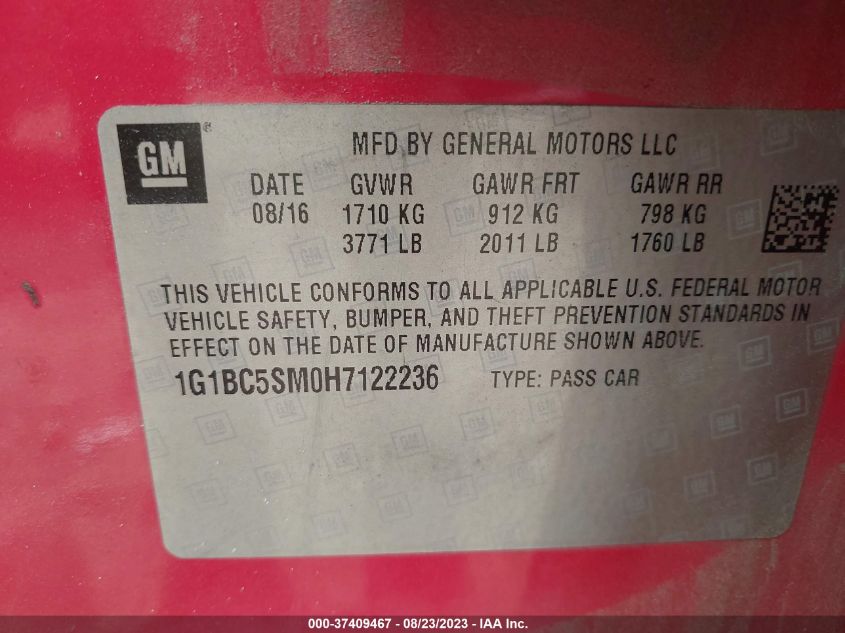 GM®
MFD BY GENERAL MOTORS LLC
DATE GVWR GAWR FRT GAWR RR
08/16 1710 KG 912 KG 798 KG
3771 LB 2011 LB 1760 LB
THIS VEHICLE CONFORMS TO ALL APPLICABLE U.S. FEDERAL MOTOR
VEHICLE SAFETY, BUMPER, AND THEFT PREVENTION STANDARDS IN
EFFECT ON THE DATE OF MANUFACTURE SHOWN ABOVE.
1G1BC5SM0H7122236 TYPE: PASS CAR
000-37409467 - 08/23/2023 - IAA Inc.